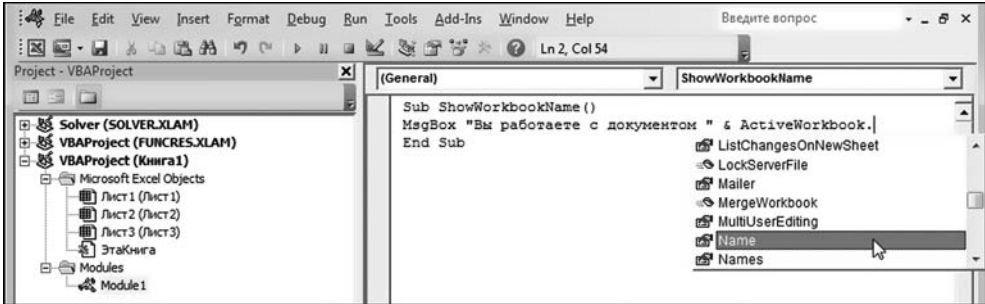 File Edit View Insert Format Debug Run Tools Add-Ins Window Help Введите вопрос
Ln 2, Col 54
Project - VBAProject
Solver (SOLVER.XLAM)
VBAProject (FUNCRES.XLAM)
VBAProject (Книга1)
Microsoft Excel Objects
Лист1 (Лист1)
Лист2 (Лист2)
Лист3 (Лист3)
ЭтаКнига
Modules
Module1
(General) ShowWorkbookName
Sub ShowWorkbookName()
MsgBox "Вы работаете с документом " & ActiveWorkbook.
End Sub
ListChangesOnNewSheet
LockServerFile
Mailer
MergeWorkbook
MultiUserEditing
Name
Names